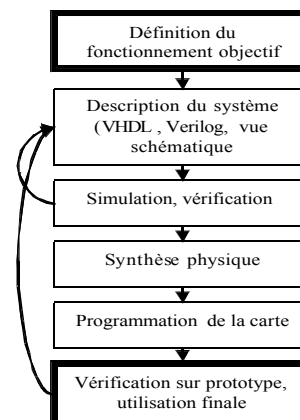 Définition du
fonctionnement objectif
Description du système
(VHDL , Verilog, vue
schématique
Simulation, vérification
Synthèse physique
Programmation de la carte
Vérification sur prototype,
utilisation finale